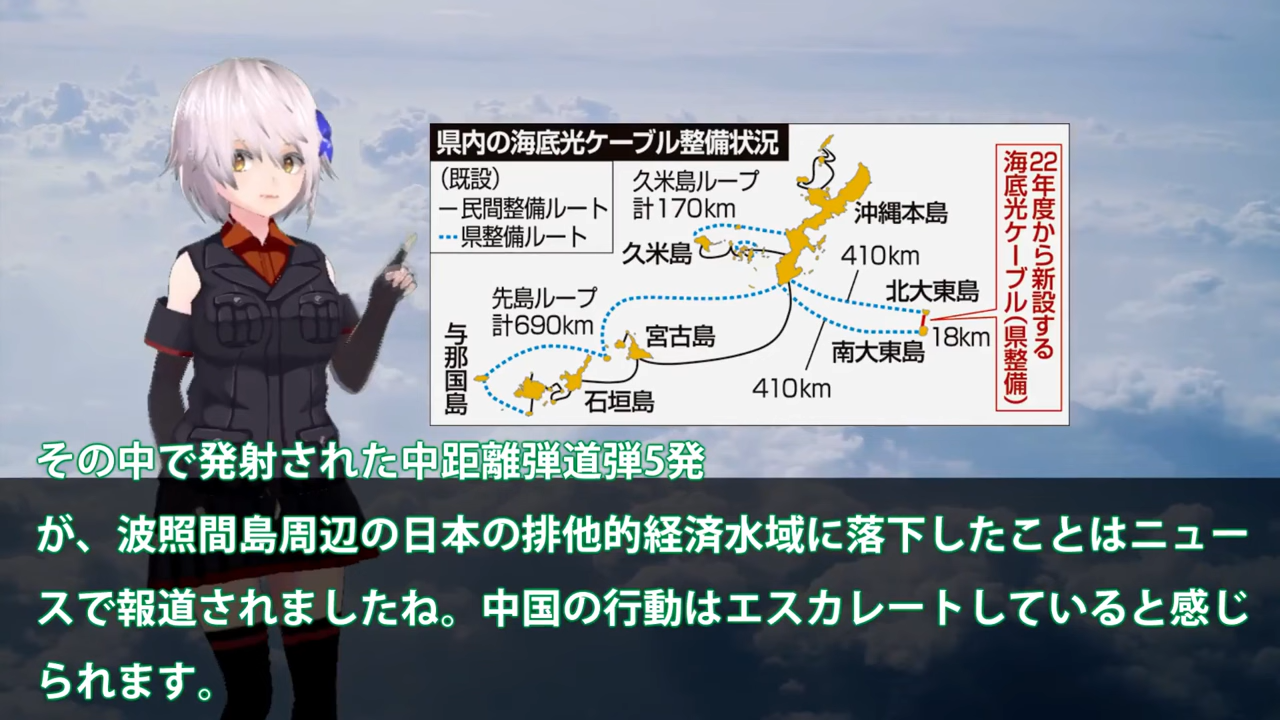 県内の海底光ケーブル整備状況
(既設)
民間整備ルート
県整備ルート
久米島ループ
計170km
久米島
沖縄本島
410km
北大東島
18km
南大東島
410km
先島ループ
計690km
宮古島
与那国島
石垣島
22年度から新設する
海底光ケーブル(県整備)
その中で発射された中距離弾道弾5発
が、波照間島周辺の日本の排他的経済水域に落下したことはニュー
スで報道されましたね。中国の行動はエスカレートしていると感じ
られます。